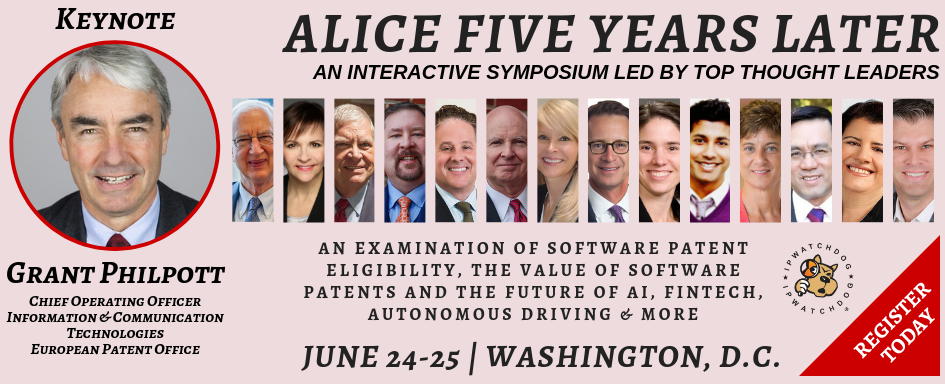 KEYNOTE
GRANT PHILPOTT
CHIEF OPERATING OFFICER
INFORMATION & COMMUNICATION
TECHNOLOGIES
EUROPEAN PATENT OFFICE
ALICE FIVE YEARS LATER
AN INTERACTIVE SYMPOSIUM LED BY TOP THOUGHT LEADERS
AN EXAMINATION OF SOFTWARE PATENT
ELIGIBILITY, THE VALUE OF SOFTWARE
PATENTS AND THE FUTURE OF AI, FINTECH,
AUTONOMOUS DRIVING & MORE
JUNE 24-25 | WASHINGTON, D.C.
IPWATCHDOG
IPWATCHDOG®
REGISTER
TODAY